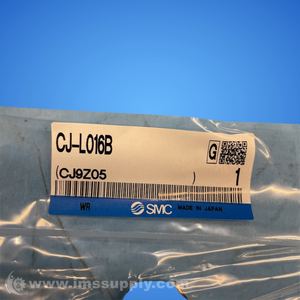 CJ-L016B
G
(CJ9Z05 ) 1
WR SMC MADE IN JAPAN
www.imssupply.com